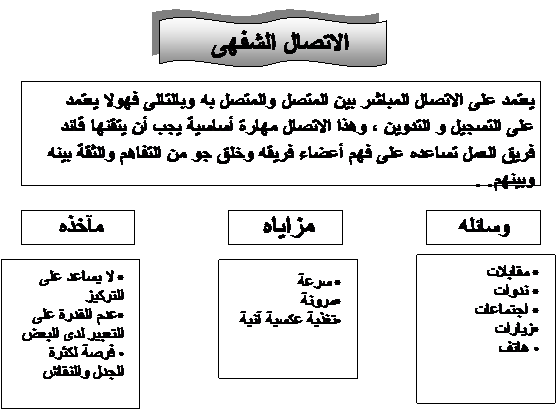 الاتصال الشفهى
يعتمد على الاتصال المباشر بين المتصل والمتصل به وبالتالى فهولا يعتمد
على التسجيل و التدوين ، وهذا الاتصال مهارة أساسية يجب أن يتقنها قائد
فريق العمل تساعده على فهم أعضاء فريقه وخلق جو من التفاهم والثقة بينه
وبينهم. .
وسائله
• مقابلات
• ندوات
• اجتماعات
•زيارات
• هاتف
مزاياه
• سرعة
•مرونة
•تغذية عكسية آنية
مآخذه
• لا يساعد على
التركيز
•عدم القدرة على
التعبير لدى البعض
• فرصة لكثرة
الجدل والنقاش